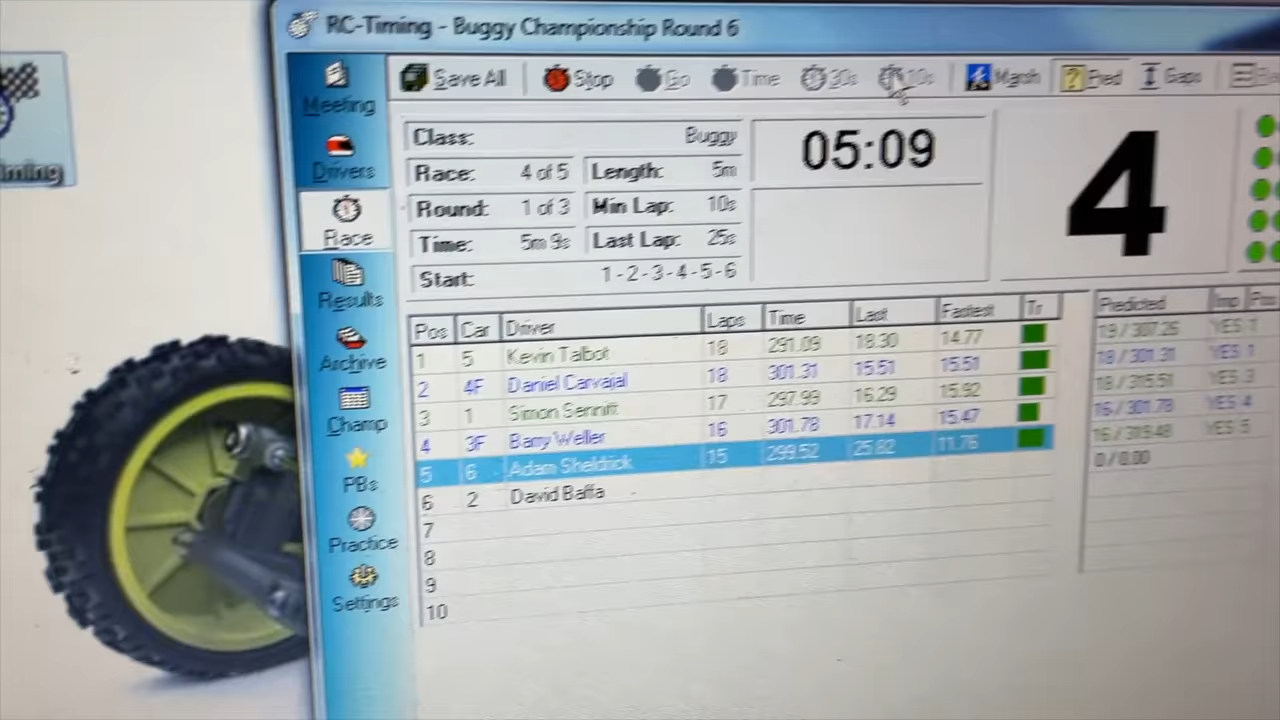 RC-Timing - Buggy Championship Round 6
Save All Stop Go Time 30s 10s Marsh Pred Gaps
Meeting
Drivers
Race
Results
Archive
Champ
PBs
Practice
Settings
Class: Buggy
Race: 4 of 5 Length: 5m
Round: 1 of 3 Min Lap: 10s
Time: 5m 9s Last Lap: 25s
Start: 1-2-3-4-5-6
05:09
4
Pos Car Driver Laps Time Last Fastest Tr Predicted Imp Pos
1 5 Kevin Talbot 18 291.09 18.30 14.77 19 / 307.26 YES 1
2 4F Daniel Carvajal 18 301.31 15.51 15.51 18 / 301.31 YES 1
3 1 Simon Sennitt 17 297.99 16.29 15.92 18 / 315.51 YES 3
4 3F Barry Weller 16 301.78 17.14 15.47 16 / 301.78 YES 4
5 6 Adam Sheldrick 15 299.52 25.82 11.76 16 / 319.48 YES 5
6 2 David Baffa 0 / 0.00
7
8
9
10